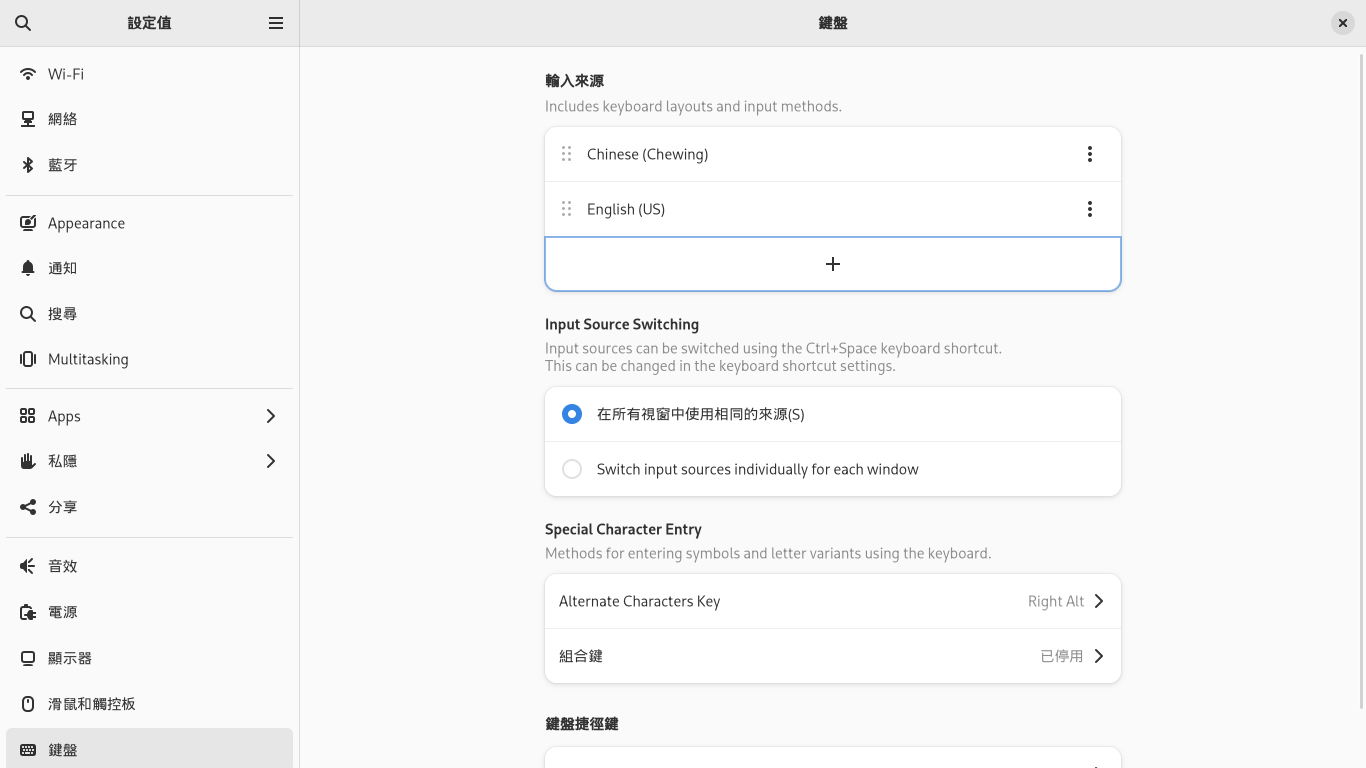 設定值
鍵盤
Wi-Fi
網絡
藍牙
Appearance
通知
搜尋
Multitasking
Apps
私隱
分享
音效
電源
顯示器
滑鼠和觸控板
鍵盤
輸入來源
Includes keyboard layouts and input methods.
Chinese (Chewing)
English (US)
Input Source Switching
Input sources can be switched using the Ctrl+Space keyboard shortcut.
This can be changed in the keyboard shortcut settings.
在所有視窗中使用相同的來源(S)
Switch input sources individually for each window
Special Character Entry
Methods for entering symbols and letter variants using the keyboard.
Alternate Characters Key
Right Alt
組合鍵
已停用
鍵盤捷徑鍵